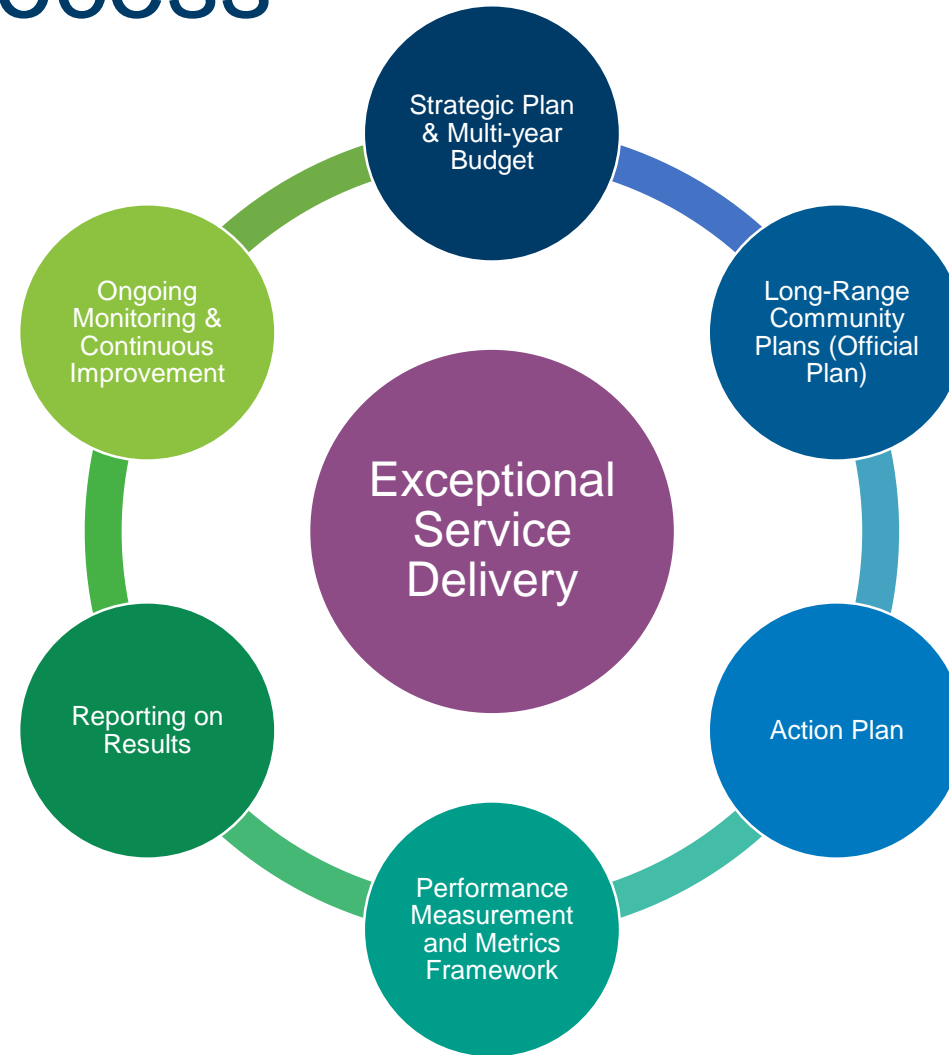 Strategic Plan
& Multi-year
Budget
Long-Range
Community
Plans (Official
Plan)
Action Plan
Performance
Measurement
and Metrics
Framework
Reporting on
Results
Ongoing
Monitoring &
Continuous
Improvement
Exceptional
Service
Delivery